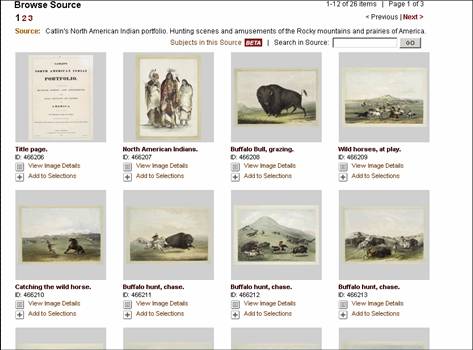 Browse Source
1-12 of 26 items | Page 1 of 3
1 2 3
< Previous | Next >
Source: Catlin's North American Indian portfolio. Hunting scenes and amusements of the Rocky mountains and prairies of America.
Subjects in this Source BETA | Search in Source: GO
NORTH AMERICAN INDIAN
PORTFOLIO.
AMERICA
Title page.
ID: 466206
View Image Details
Add to Selections
North American Indians.
ID: 466207
View Image Details
Add to Selections
Buffalo Bull, grazing.
ID: 466208
View Image Details
Add to Selections
Wild horses, at play.
ID: 466209
View Image Details
Add to Selections
Catching the wild horse.
ID: 466210
View Image Details
Add to Selections
Buffalo hunt, chase.
ID: 466211
View Image Details
Add to Selections
Buffalo hunt, chase.
ID: 466212
View Image Details
Add to Selections
Buffalo hunt, chase.
ID: 466213
View Image Details
Add to Selections